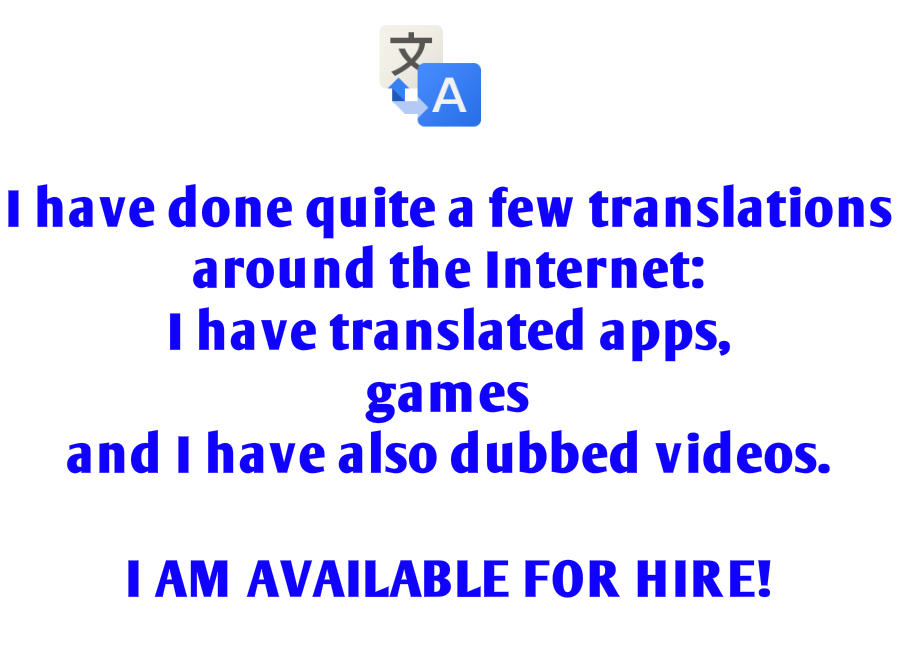 文
A
I have done quite a few translations
around the Internet:
I have translated apps,
games
and I have also dubbed videos.
I AM AVAILABLE FOR HIRE!